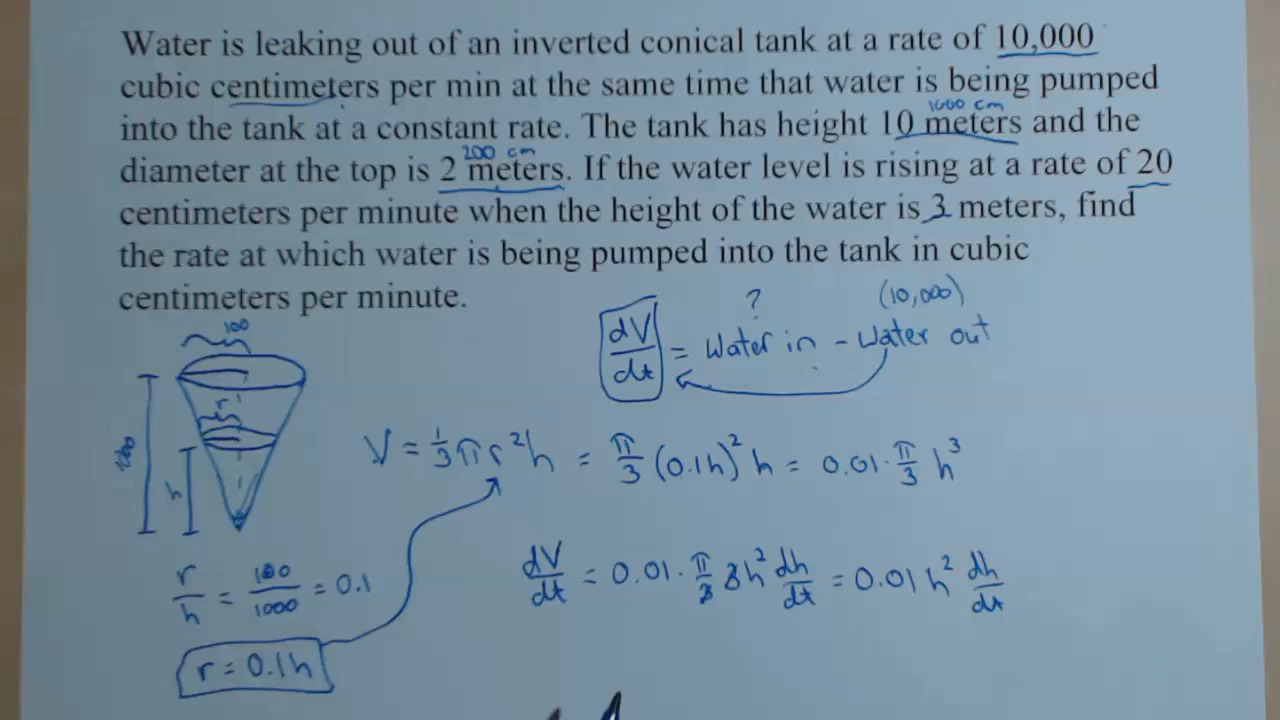 Water is leaking out of an inverted conical tank at a rate of 10,000
cubic centimeters per min at the same time that water is being pumped
1000 cm
into the tank at a constant rate. The tank has height 10 meters and the
200 cm
diameter at the top is 2 meters. If the water level is rising at a rate of 20
centimeters per minute when the height of the water is 3 meters, find
the rate at which water is being pumped into the tank in cubic
centimeters per minute.
? (10,000)
dV/dt = Water in - Water out
100
r
1000
h
V = 1/3 πr²h = π/3 (0.1h)² h = 0.01 · π/3 h³
dV/dt = 0.01 · π/3 3h² dh/dt = 0.01 h² dh/dt
r/h = 100/1000 = 0.1
r = 0.1h